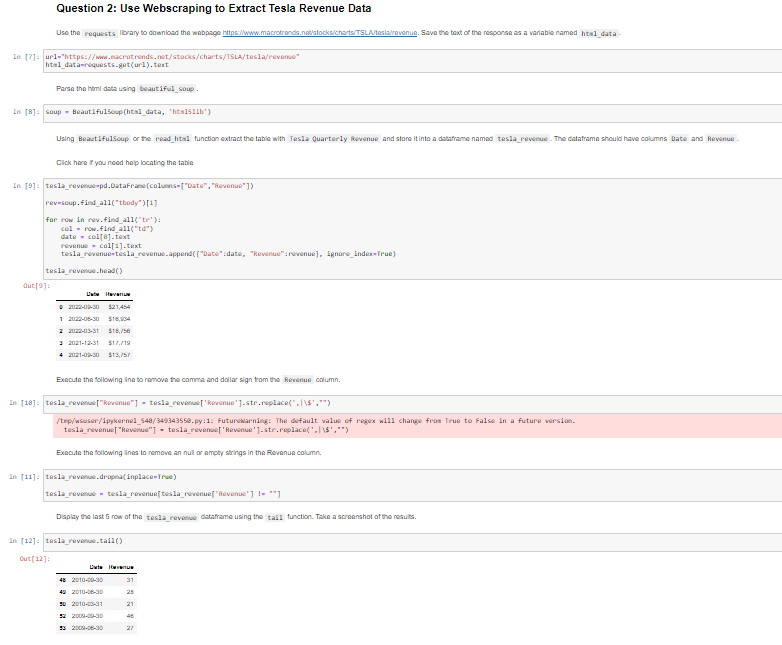 Question 2: Use Webscraping to Extract Tesla Revenue Data
Use the requests library to download the webpage https://www.macrotrends.net/stocks/charts/TSLA/tesla/revenue. Save the text of the response as a variable named html_data.
In [7]: url="https://www.macrotrends.net/stocks/charts/TSLA/tesla/revenue"
html_data=requests.get(url).text
Parse the html data using beautiful_soup.
In [8]: soup = BeautifulSoup(html_data, 'html5lib')
Using BeautifulSoup or the read_html function extract the table with Tesla Quarterly Revenue and store it into a dataframe named tesla_revenue. The dataframe should have columns Date and Revenue.
Click here if you need help locating the table
In [9]: tesla_revenue=pd.DataFrame(columns=["Date","Revenue"])
rev=soup.find_all("tbody")[1]
for row in rev.find_all('tr'):
col = row.find_all("td")
date = col[0].text
revenue = col[1].text
tesla_revenue=tesla_revenue.append({"Date":date, "Revenue":revenue}, ignore_index=True)
tesla_revenue.head()
Out[9]:
Date Revenue
0 2022-09-30 $21,454
1 2022-06-30 $16,934
2 2022-03-31 $18,756
3 2021-12-31 $17,719
4 2021-09-30 $13,757
Execute the following line to remove the comma and dollar sign from the Revenue column.
In [10]: tesla_revenue["Revenue"] = tesla_revenue['Revenue'].str.replace(',|\$',"")
/tmp/wsuser/ipykernel_540/349343550.py:1: FutureWarning: The default value of regex will change from True to False in a future version.
tesla_revenue["Revenue"] = tesla_revenue['Revenue'].str.replace(',|\$',"")
Execute the following lines to remove an null or empty strings in the Revenue column.
In [11]: tesla_revenue.dropna(inplace=True)
tesla_revenue = tesla_revenue[tesla_revenue['Revenue'] != ""]
Display the last 5 row of the tesla_revenue dataframe using the tail function. Take a screenshot of the results.
In [12]: tesla_revenue.tail()
Out[12]:
Date Revenue
48 2010-09-30 31
49 2010-06-30 28
50 2010-03-31 21
52 2009-09-30 46
53 2009-06-30 27